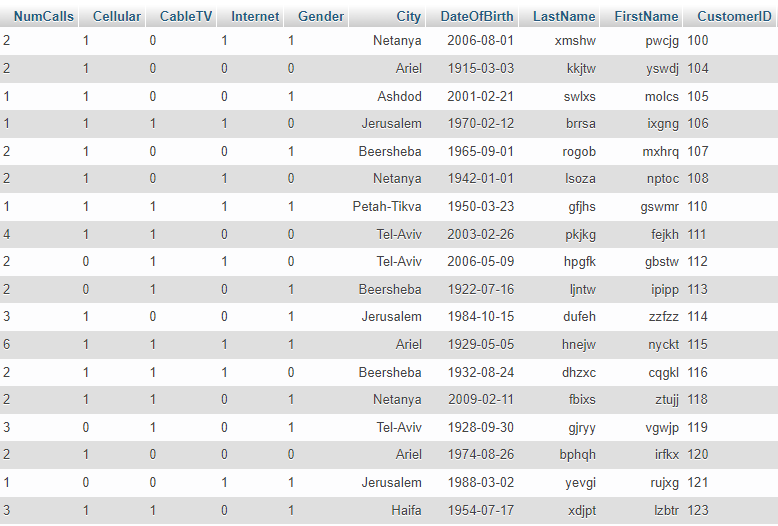 NumCalls Cellular CableTV Internet Gender City DateOfBirth LastName FirstName CustomerID
2 1 0 1 1 Netanya 2006-08-01 xmshw pwcjg 100
2 1 0 0 0 Ariel 1915-03-03 kkjtw yswdj 104
1 1 0 0 1 Ashdod 2001-02-21 swlxs molcs 105
1 1 1 1 0 Jerusalem 1970-02-12 brrsa ixgng 106
2 1 0 0 1 Beersheba 1965-09-01 rogob mxhrq 107
2 1 0 1 0 Netanya 1942-01-01 lsoza nptoc 108
1 1 1 1 1 Petah-Tikva 1950-03-23 gfjhs gswmr 110
4 1 1 0 0 Tel-Aviv 2003-02-26 pkjkg fejkh 111
2 0 1 1 0 Tel-Aviv 2006-05-09 hpgfk gbstw 112
2 0 1 0 1 Beersheba 1922-07-16 ljntw ipipp 113
3 1 0 0 1 Jerusalem 1984-10-15 dufeh zzfzz 114
6 1 1 1 1 Ariel 1929-05-05 hnejw nyckt 115
2 1 1 1 0 Beersheba 1932-08-24 dhzxc cqgkl 116
2 1 1 0 1 Netanya 2009-02-11 fbixs ztujj 118
3 0 1 0 1 Tel-Aviv 1928-09-30 gjryy vgwjp 119
2 1 0 0 0 Ariel 1974-08-26 bphqh irfkx 120
1 0 0 1 1 Jerusalem 1988-03-02 yevgi rujxg 121
3 1 1 0 1 Haifa 1954-07-17 xdjpt lzbtr 123